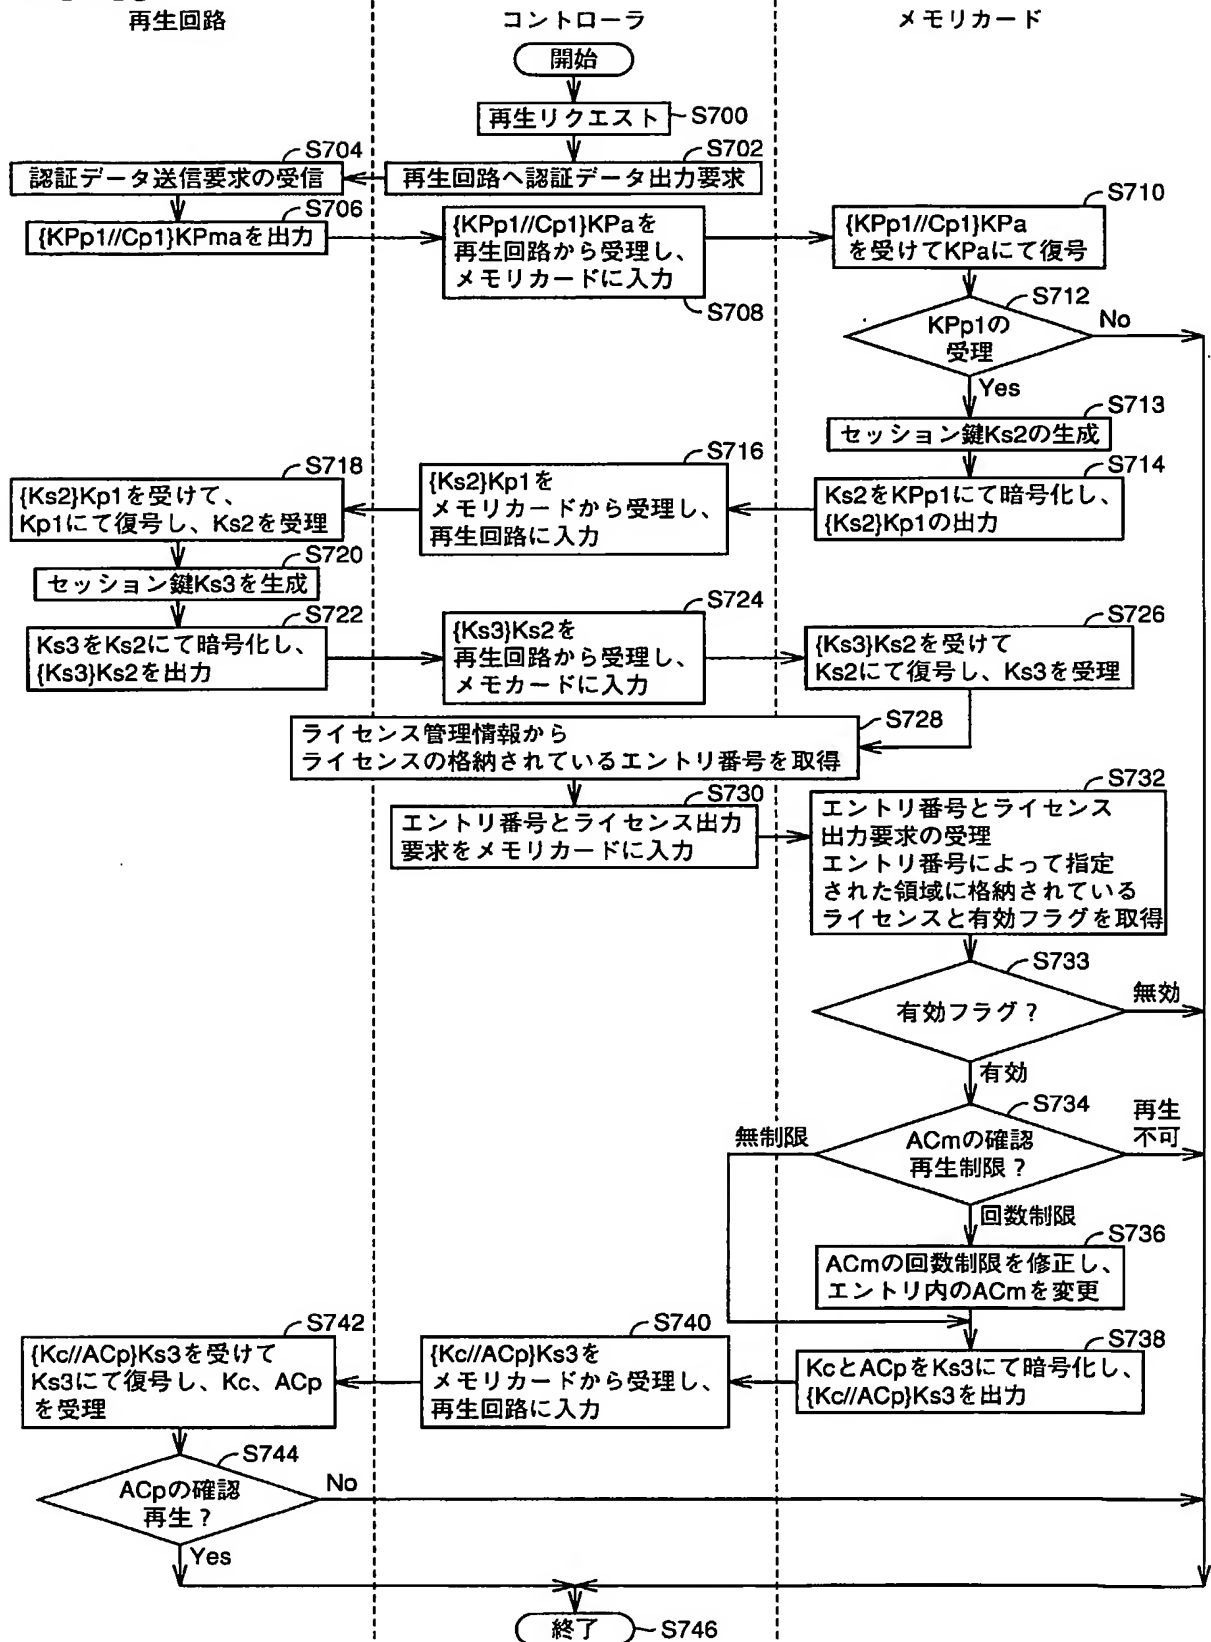 再生回路
コントローラ
メモリカード
開始
再生リクエスト
S700
S704
認証データ送信要求の受信
S702
再生回路へ認証データ出力要求
S706
{KPp1//Cp1}KPmaを出力
{KPp1//Cp1}KPaを
再生回路から受理し、
メモリカードに入力
S708
S710
{KPp1//Cp1}KPa
を受けてKPaにて復号
S712
KPp1の
受理
No
Yes
S713
セッション鍵Ks2の生成
S714
Ks2をKPp1にて暗号化し、
{Ks2}Kp1の出力
S716
{Ks2}Kp1を
メモリカードから受理し、
再生回路に入力
S718
{Ks2}Kp1を受けて、
Kp1にて復号し、Ks2を受理
S720
セッション鍵Ks3を生成
S722
Ks3をKs2にて暗号化し、
{Ks3}Ks2を出力
S724
{Ks3}Ks2を
再生回路から受理し、
メモカードに入力
S726
{Ks3}Ks2を受けて
Ks2にて復号し、Ks3を受理
S728
ライセンス管理情報から
ライセンスの格納されているエントリ番号を取得
S730
エントリ番号とライセンス出力
要求をメモリカードに入力
S732
エントリ番号とライセンス
出力要求の受理
エントリ番号によって指定
された領域に格納されている
ライセンスと有効フラグを取得
S733
有効フラグ?
無効
有効
S734
ACmの確認
再生制限?
無制限
再生
不可
回数制限
S736
ACmの回数制限を修正し、
エントリ内のACmを変更
S738
KcとACpをKs3にて暗号化し、
{Kc//ACp}Ks3を出力
S740
{Kc//ACp}Ks3を
メモリカードから受理し、
再生回路に入力
S742
{Kc//ACp}Ks3を受けて
Ks3にて復号し、Kc、ACp
を受理
S744
ACpの確認
再生?
No
Yes
終了
S746